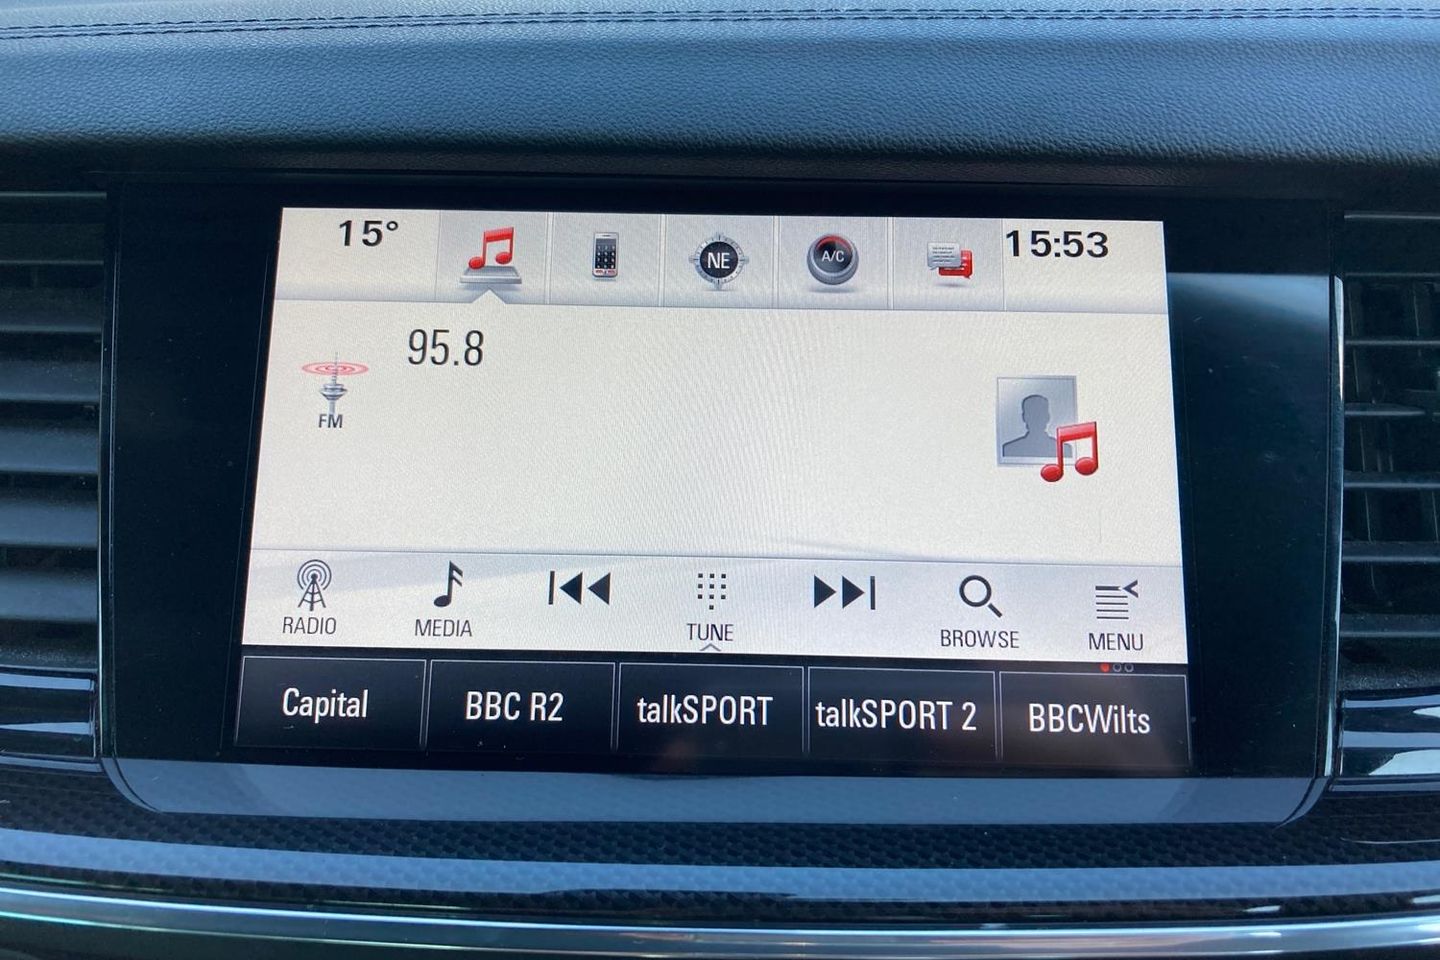 15°
NE
A/C
15:53
95.8
FM
RADIO
MEDIA
TUNE
BROWSE
MENU
Capital
BBC R2
talkSPORT
talkSPORT 2
BBCWilts